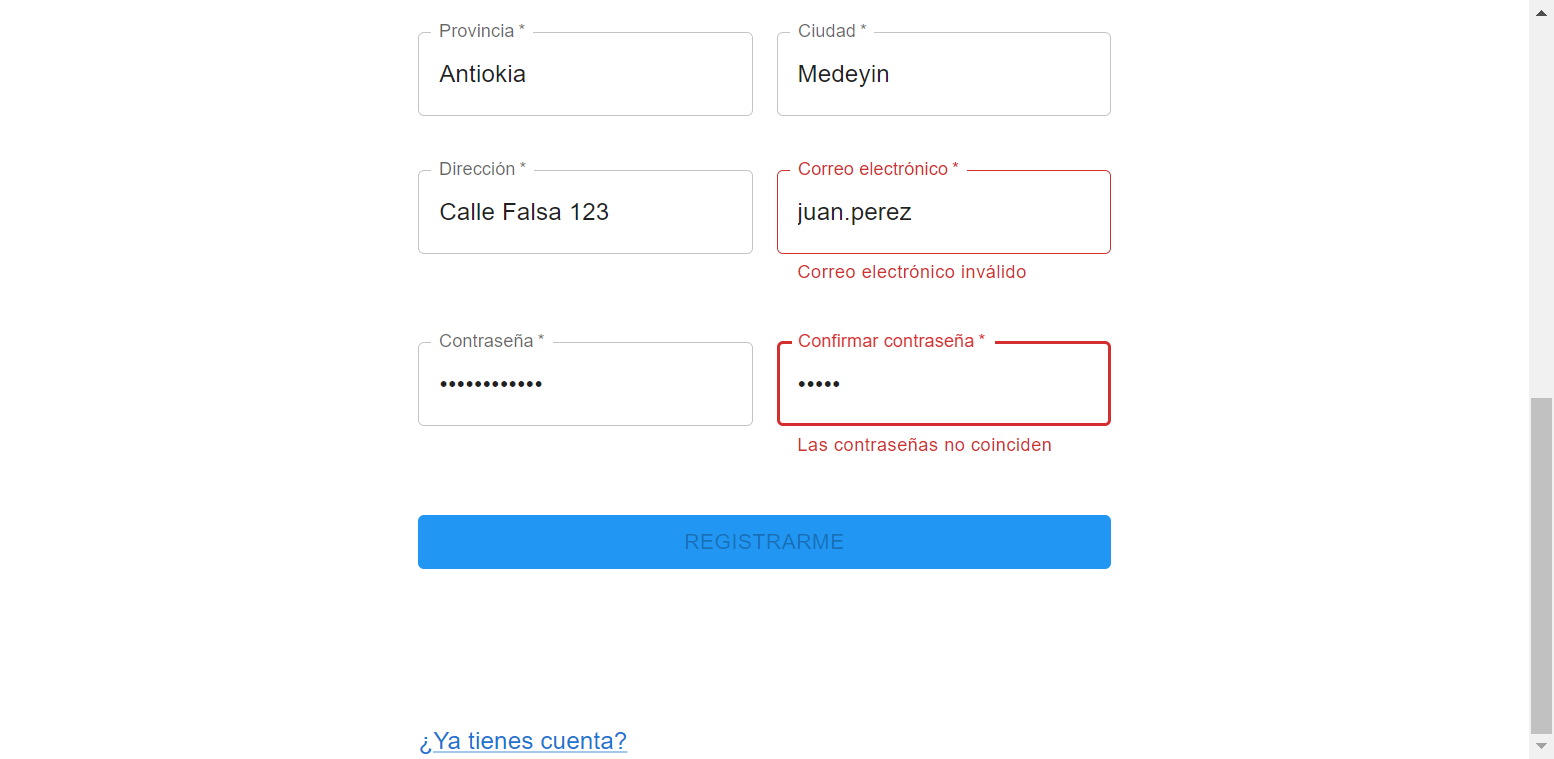 Provincia *
Ciudad *
Antiokia
Medeyin
Dirección *
Correo electrónico *
Calle Falsa 123
juan.perez
Correo electrónico inválido
Contraseña *
Confirmar contraseña *
••••••••••••
•••••
Las contraseñas no coinciden
REGISTRARME
¿Ya tienes cuenta?